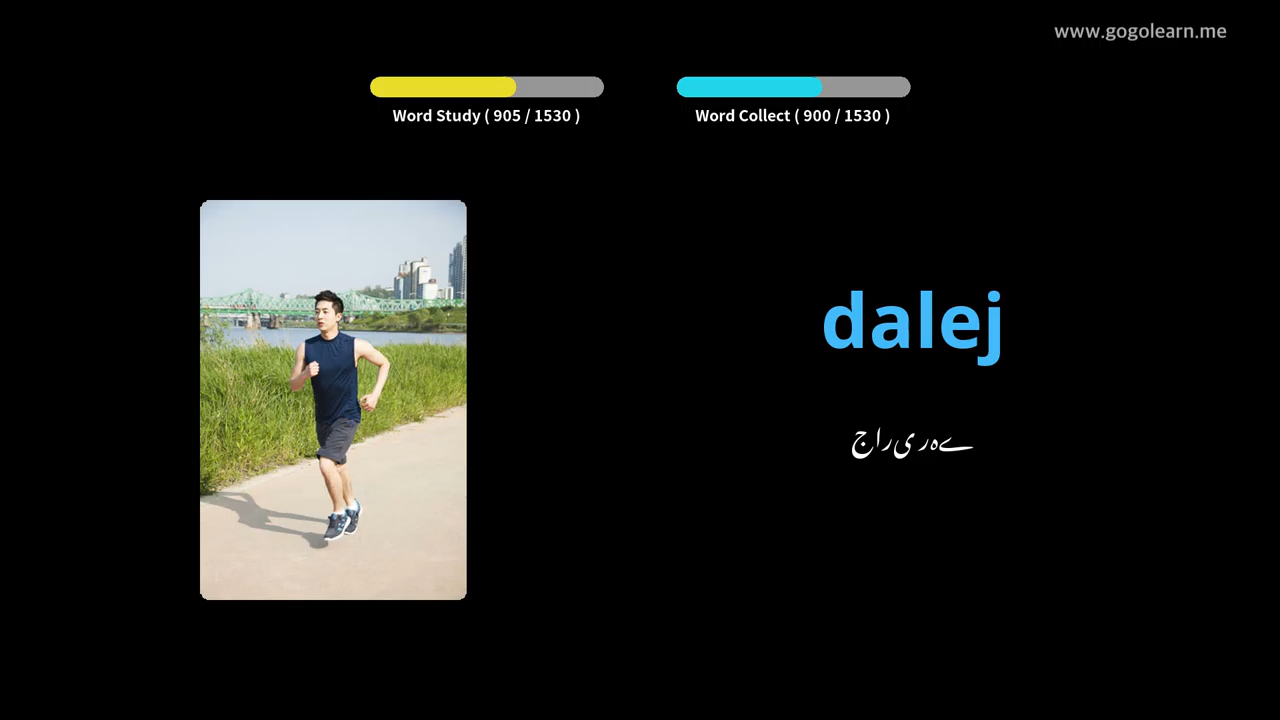 www.gogolearn.me
Word Study ( 905 / 1530 )
Word Collect ( 900 / 1530 )
dalej
جاری رہے